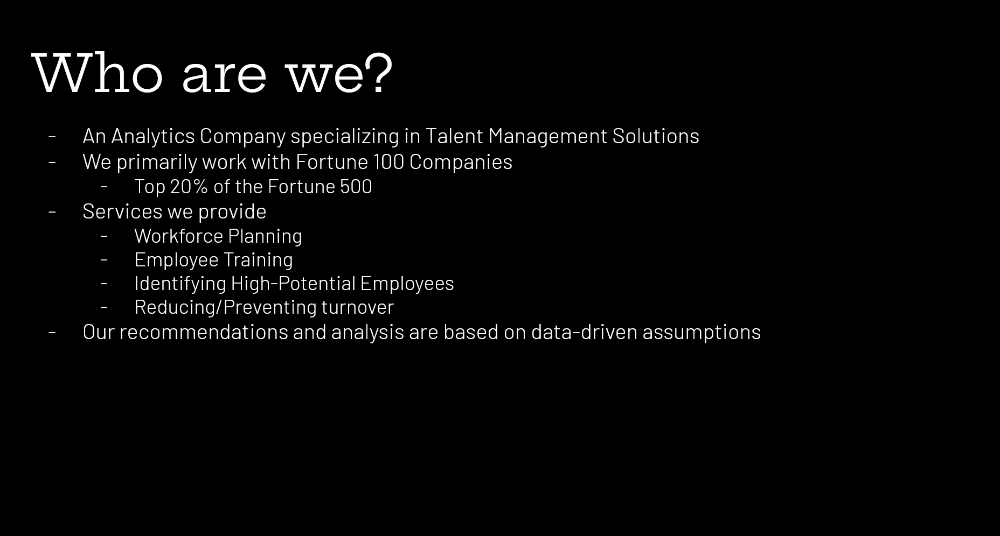 Who are we?
- An Analytics Company specializing in Talent Management Solutions
- We primarily work with Fortune 100 Companies
- Top 20% of the Fortune 500
- Services we provide
- Workforce Planning
- Employee Training
- Identifying High-Potential Employees
- Reducing/Preventing turnover
- Our recommendations and analysis are based on data-driven assumptions